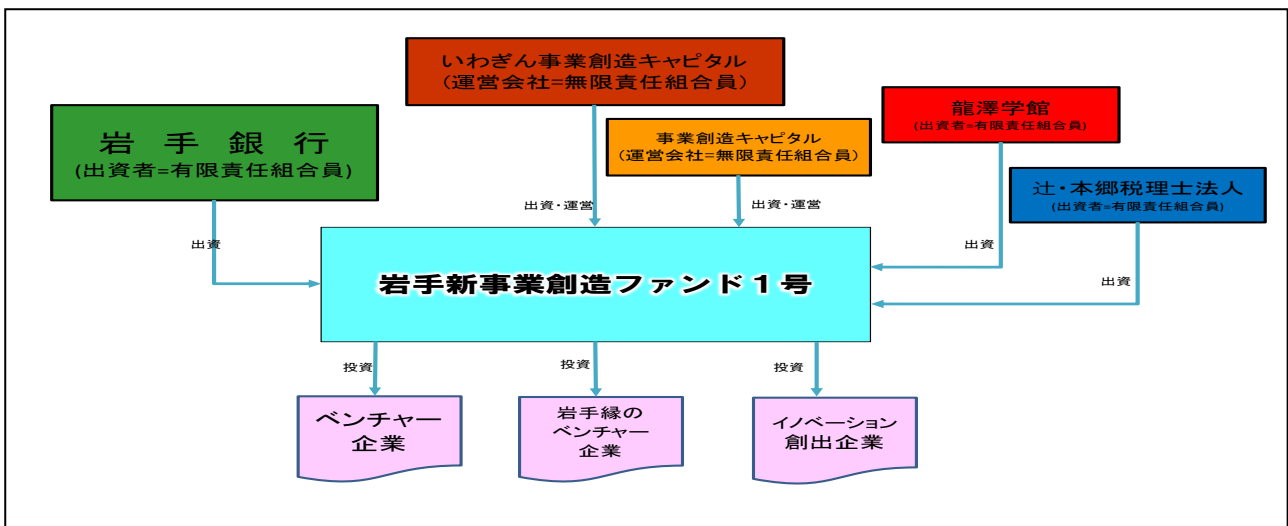 いわぎん事業創造キャピタル
(運営会社=無限責任組合員)
岩手銀行
(出資者=有限責任組合員)
事業創造キャピタル
(運営会社=無限責任組合員)
龍澤学館
(出資者=有限責任組合員)
辻・本郷税理士法人
(出資者=有限責任組合員)
出資・運営
出資・運営
出資
出資
出資
岩手新事業創造ファンド1号
投資
投資
投資
ベンチャー
企業
岩手縁の
ベンチャー
企業
イノベーション
創出企業